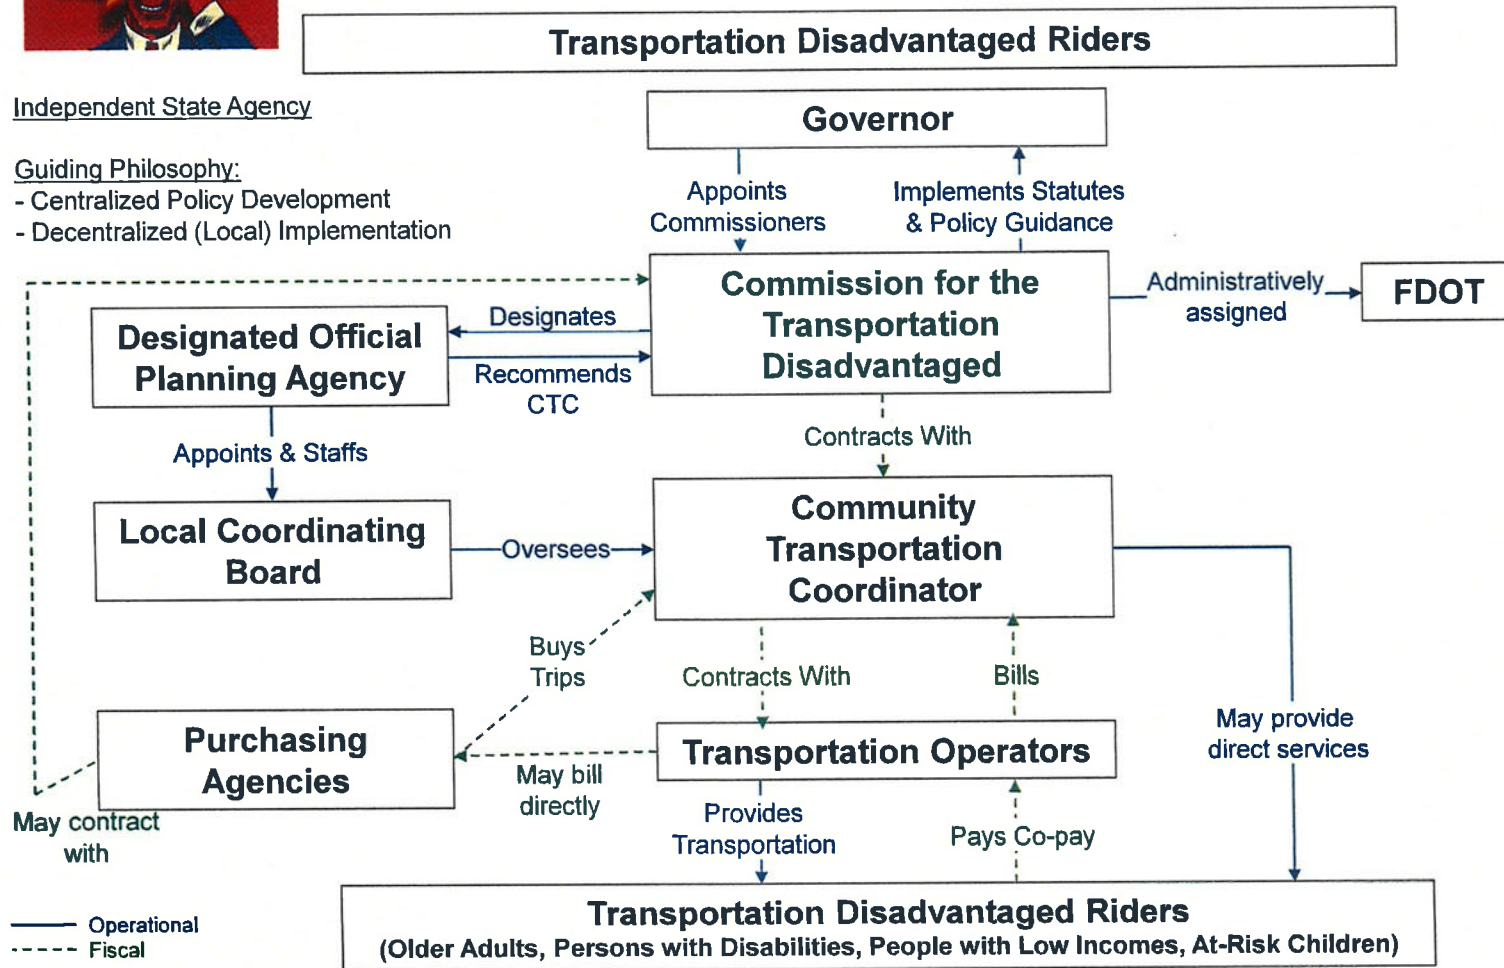 Transportation Disadvantaged Riders
Independent State Agency
Guiding Philosophy:
- Centralized Policy Development
- Decentralized (Local) Implementation
Governor
Appoints
Commissioners
Implements Statutes
& Policy Guidance
Commission for the
Transportation
Disadvantaged
Administratively
assigned
FDOT
Designates
Recommends
CTC
Designated Official
Planning Agency
Appoints & Staffs
Contracts With
Local Coordinating
Board
Oversees
Community
Transportation
Coordinator
Buys
Trips
Contracts With
Bills
May provide
direct services
Purchasing
Agencies
May bill
directly
Transportation Operators
May contract
with
Provides
Transportation
Pays Co-pay
Transportation Disadvantaged Riders
(Older Adults, Persons with Disabilities, People with Low Incomes, At-Risk Children)
Operational
Fiscal